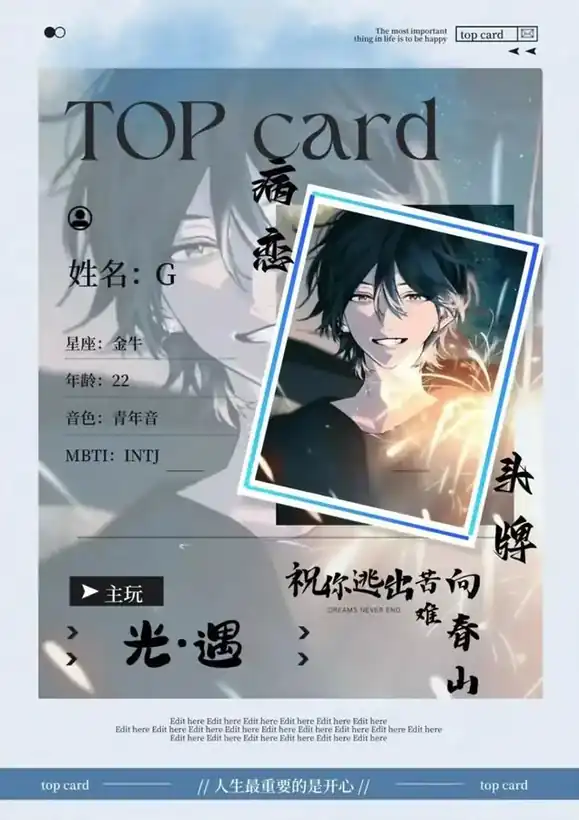 The most important
thing in life is to be happy
top card
TOP card
病
恋
姓名：G
星座：金牛
年龄：22
音色：青年音
MBTI：INTJ
头
牌
主玩
光·遇
祝你逃出苦难
向春山
DREAMS NEVER END
Edit here Edit here Edit here Edit here Edit here Edit here
Edit here Edit here Edit here Edit here Edit here Edit here Edit here Edit here Edit here
Edit here Edit here Edit here Edit here Edit here Edit here
top card
// 人生最重要的是开心 //
top card